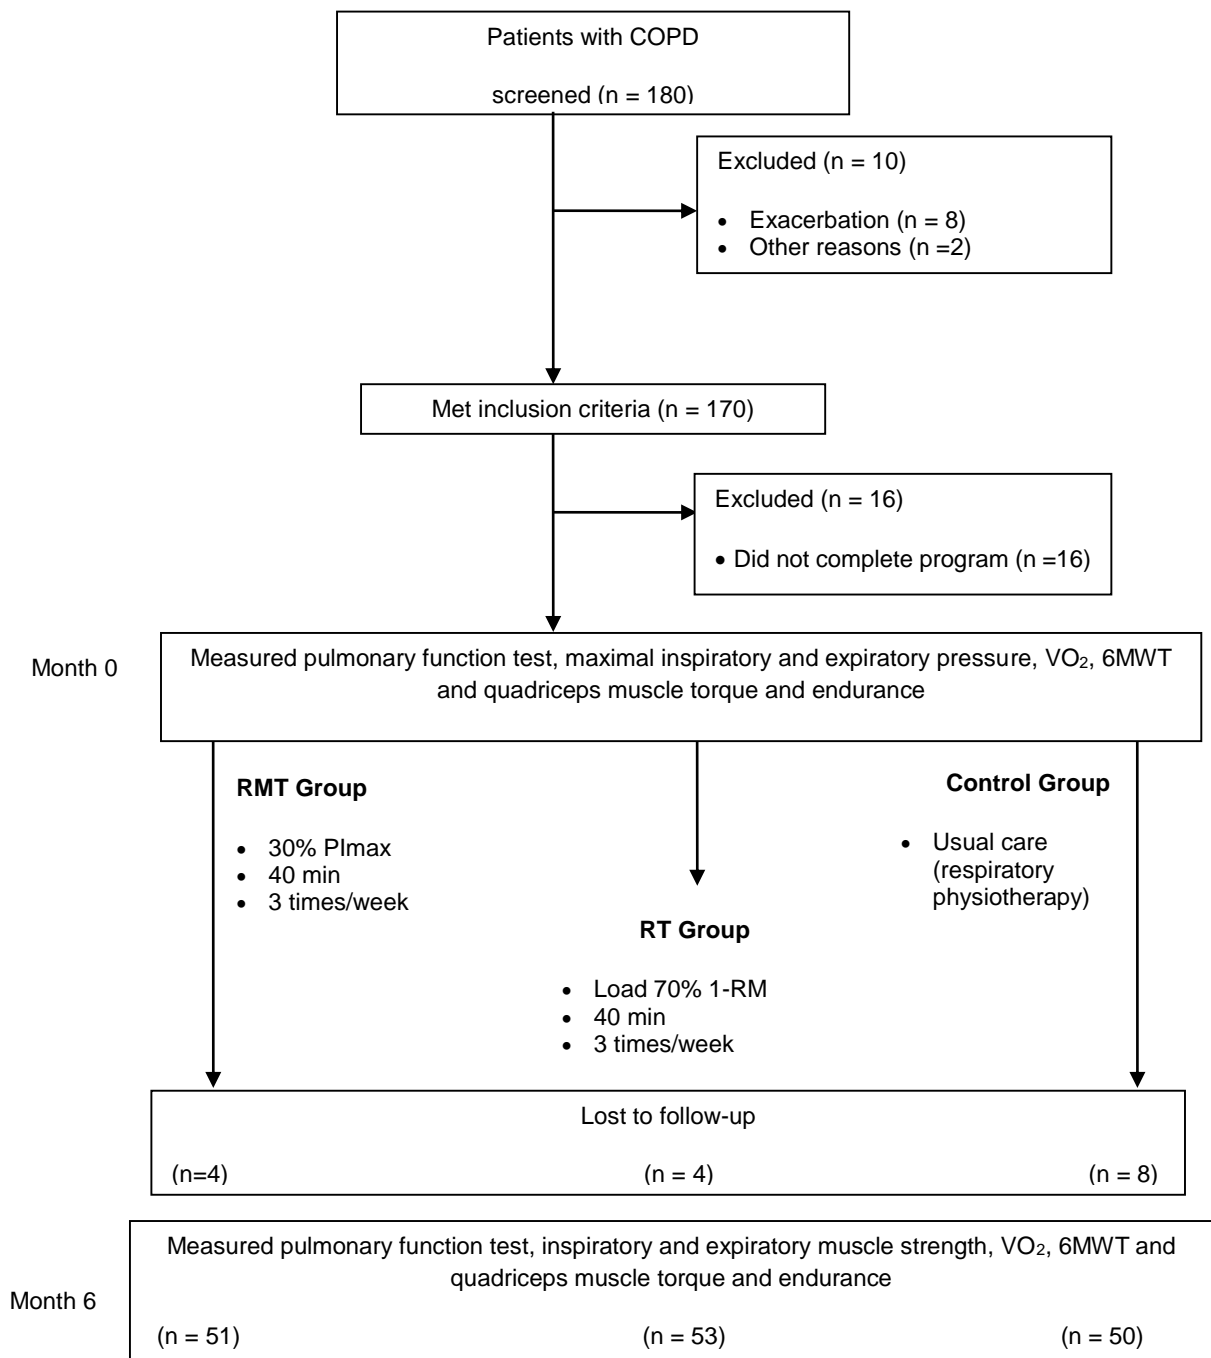 Patients with COPD
screened (n = 180)
Excluded (n = 10)
• Exacerbation (n = 8)
• Other reasons (n =2)
Met inclusion criteria (n = 170)
Excluded (n = 16)
• Did not complete program (n =16)
Month 0
Measured pulmonary function test, maximal inspiratory and expiratory pressure, VO₂, 6MWT
and quadriceps muscle torque and endurance
RMT Group
• 30% PImax
• 40 min
• 3 times/week
RT Group
• Load 70% 1-RM
• 40 min
• 3 times/week
Control Group
• Usual care
(respiratory
physiotherapy)
Lost to follow-up
(n=4) (n = 4) (n = 8)
Month 6
Measured pulmonary function test, inspiratory and expiratory muscle strength, VO₂, 6MWT and
quadriceps muscle torque and endurance
(n = 51) (n = 53) (n = 50)